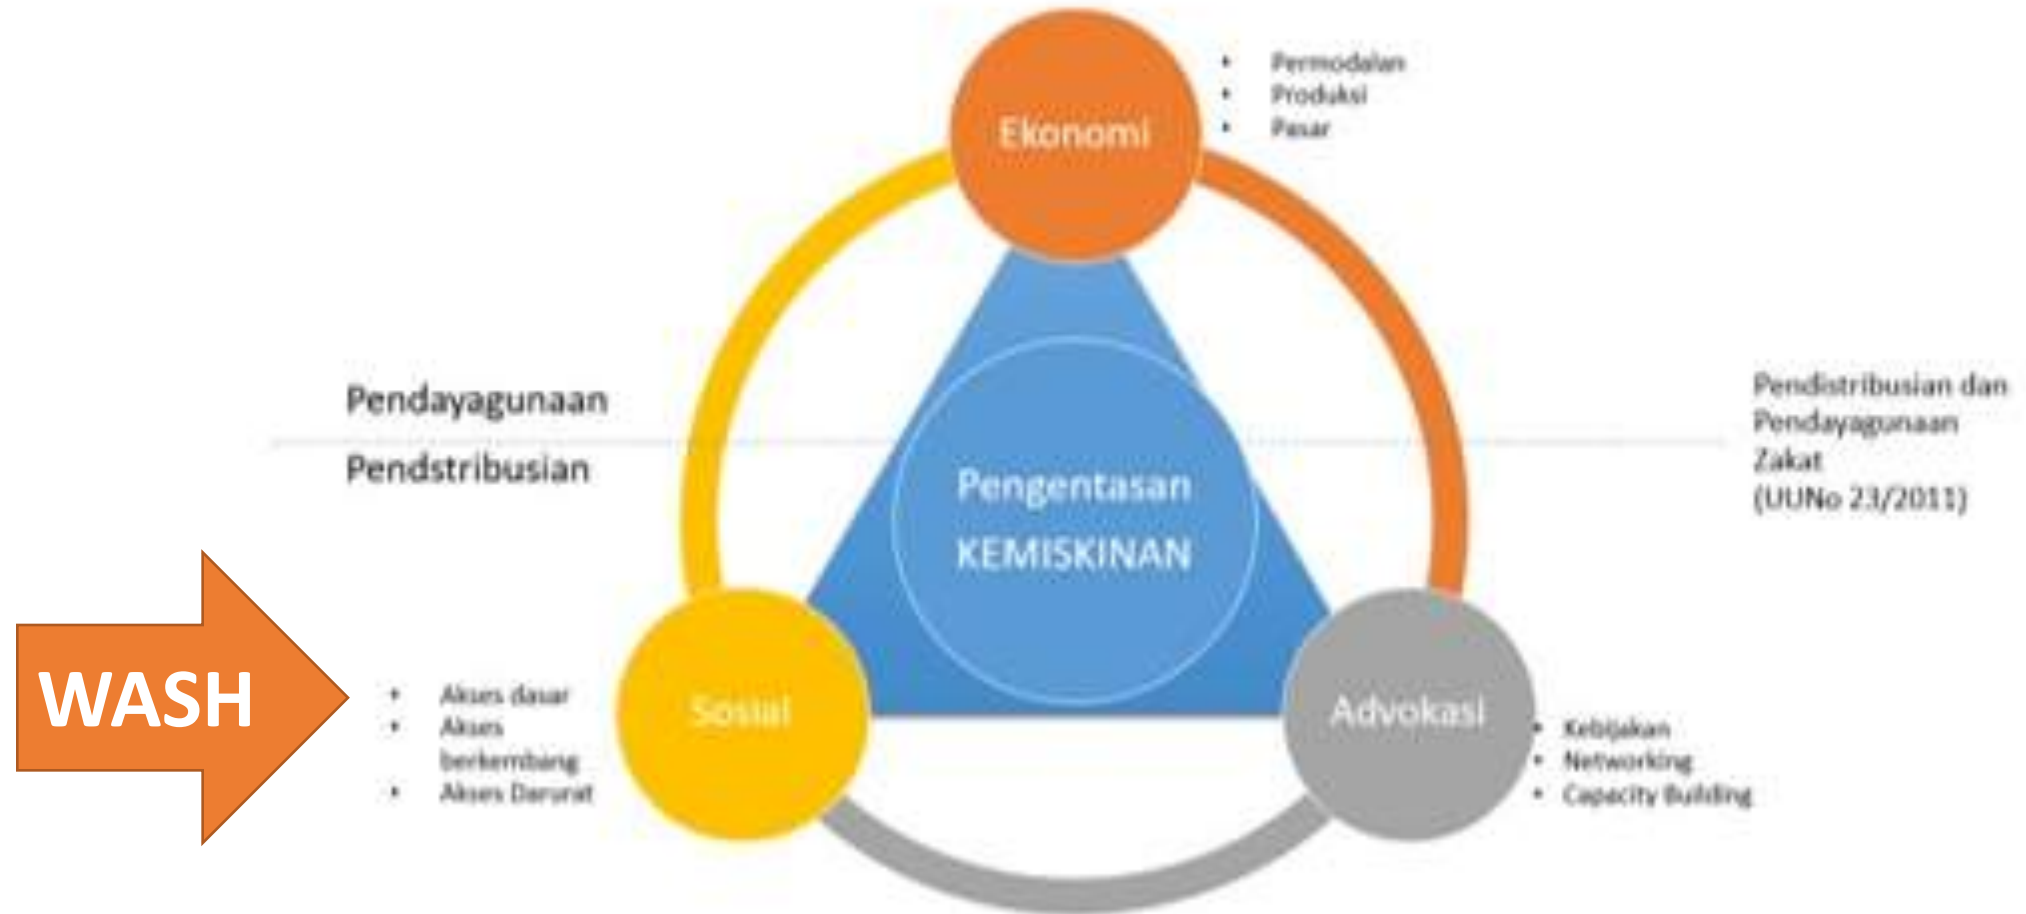 Ekonomi
• Permodalan
• Produksi
• Pasar
Pendayagunaan
Pendstribusian
Pendistribusian dan
Pendayagunaan
Zakat
(UUNo 23/2011)
Pengentasan
KEMISKINAN
WASH
• Akses dasar
• Akses
berkembang
• Akses Darurat
Sosial
Advokasi
• Kebijakan
• Networking
• Capacity Building